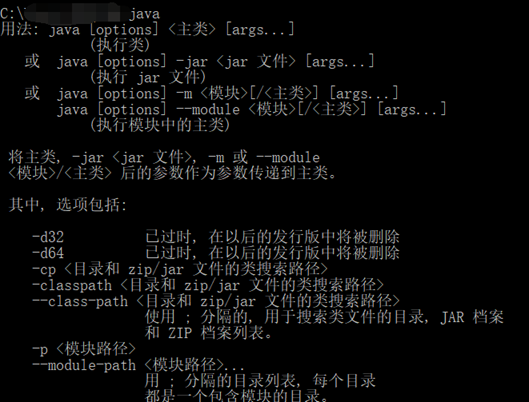 C:\ java
用法: java [options] <主类> [args...]
(执行类)
或 java [options] -jar <jar 文件> [args...]
(执行 jar 文件)
或 java [options] -m <模块>[/<主类>] [args...]
java [options] --module <模块>[/<主类>] [args...]
(执行模块中的主类)
将主类, -jar <jar 文件>, -m 或 --module
<模块>/<主类> 后的参数作为参数传递到主类。
其中, 选项包括:
-d32 已过时, 在以后的发行版中将被删除
-d64 已过时, 在以后的发行版中将被删除
-cp <目录和 zip/jar 文件的类搜索路径>
-classpath <目录和 zip/jar 文件的类搜索路径>
--class-path <目录和 zip/jar 文件的类搜索路径>
使用 ; 分隔的, 用于搜索类文件的目录, JAR 档案
和 ZIP 档案列表。
-p <模块路径>
--module-path <模块路径>...
用 ; 分隔的目录列表, 每个目录
都是一个包含模块的目录。